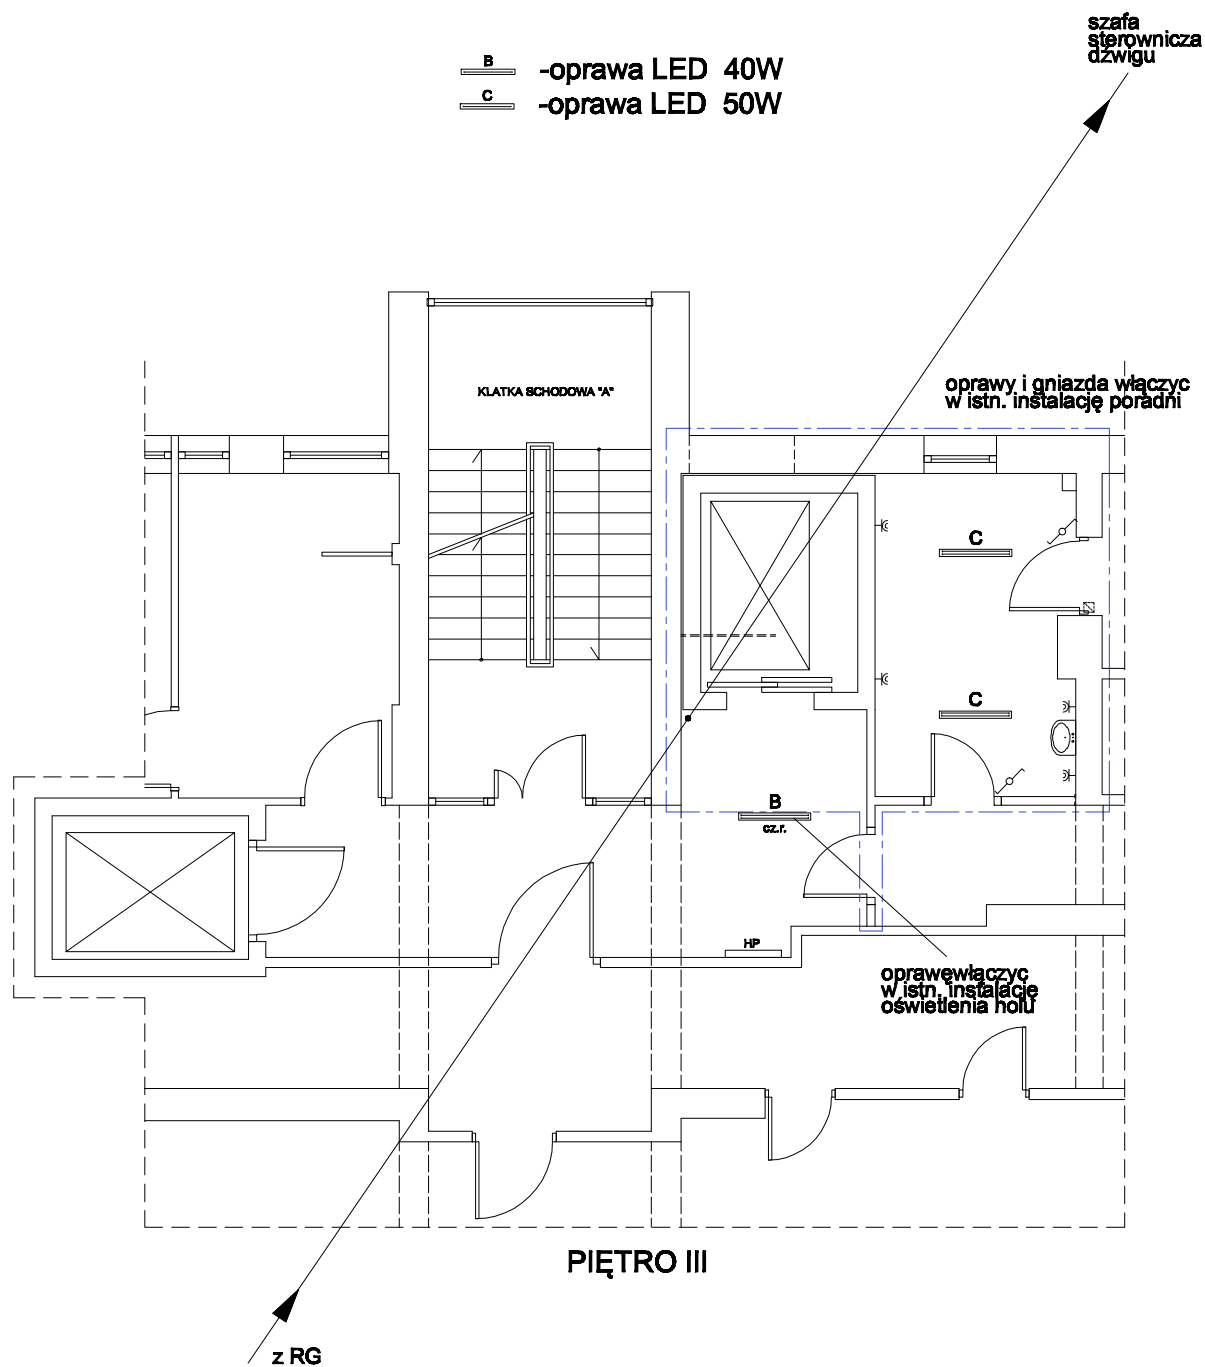 szafa
sterownicza
dźwigu
B -oprawa LED 40W
C -oprawa LED 50W
oprawy i gniazda włączyc
w istn. instalację poradni
KLATKA SCHODOWA "A"
C
C
B
cz.r.
HP
oprawęwłączyc
w istn. instalację
oświetlenia holu
PIĘTRO III
z RG